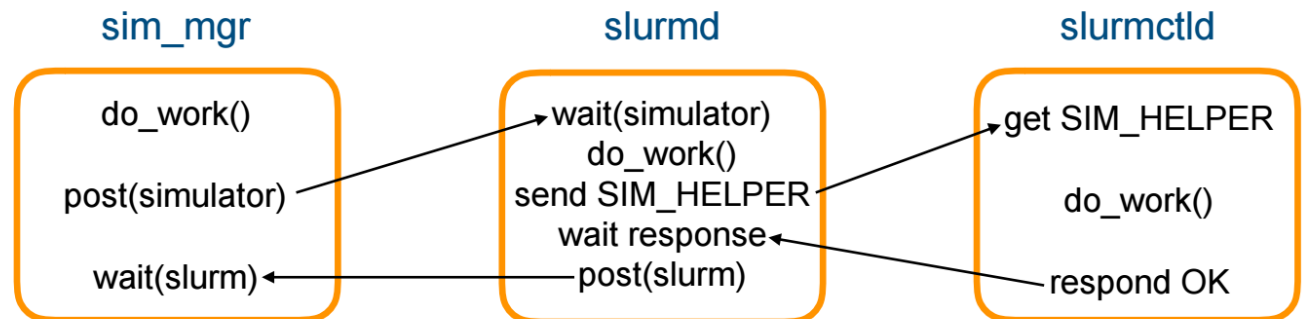 sim_mgr
do_work()
post(simulator)
wait(slurm)
slurmd
wait(simulator)
do_work()
send SIM_HELPER
wait response
post(slurm)
slurmctld
get SIM_HELPER
do_work()
respond OK